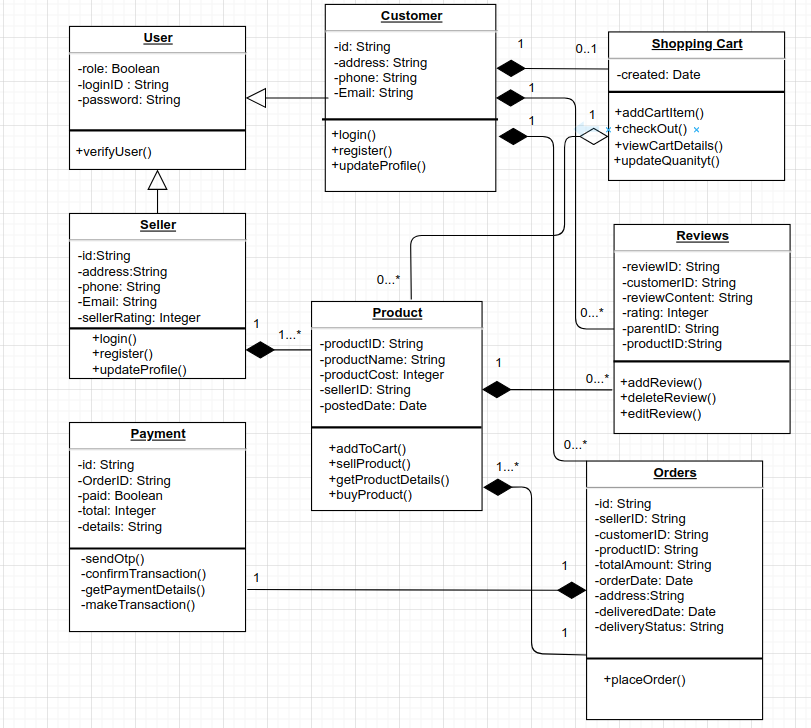 User
-role: Boolean
-loginID : String
-password: String
+verifyUser()
Customer
-id: String
-address: String
-phone: String
-Email: String
+login()
+register()
+updateProfile()
1
0..1
1
1
Shopping Cart
-created: Date
1
+addCartItem()
+checkOut()
+viewCartDetails()
+updateQuanityt()
Seller
-id:String
-address:String
-phone: String
-Email: String
-sellerRating: Integer
+login()
+register()
+updateProfile()
1
1...*
0...*
Product
-productID: String
-productName: String
-productCost: Integer
-sellerID: String
-postedDate: Date
+addToCart()
+sellProduct()
+getProductDetails()
+buyProduct()
Reviews
-reviewID: String
-customerID: String
-reviewContent: String
-rating: Integer
-parentID: String
-productID:String
+addReview()
+deleteReview()
+editReview()
0...*
1
0...*
0...*
1...*
Payment
-id: String
-OrderID: String
-paid: Boolean
-total: Integer
-details: String
-sendOtp()
-confirmTransaction()
-getPaymentDetails()
-makeTransaction()
1
1
1
Orders
-id: String
-sellerID: String
-customerID: String
-productID: String
-totalAmount: String
-orderDate: Date
-address:String
-deliveredDate: Date
-deliveryStatus: String
+placeOrder()